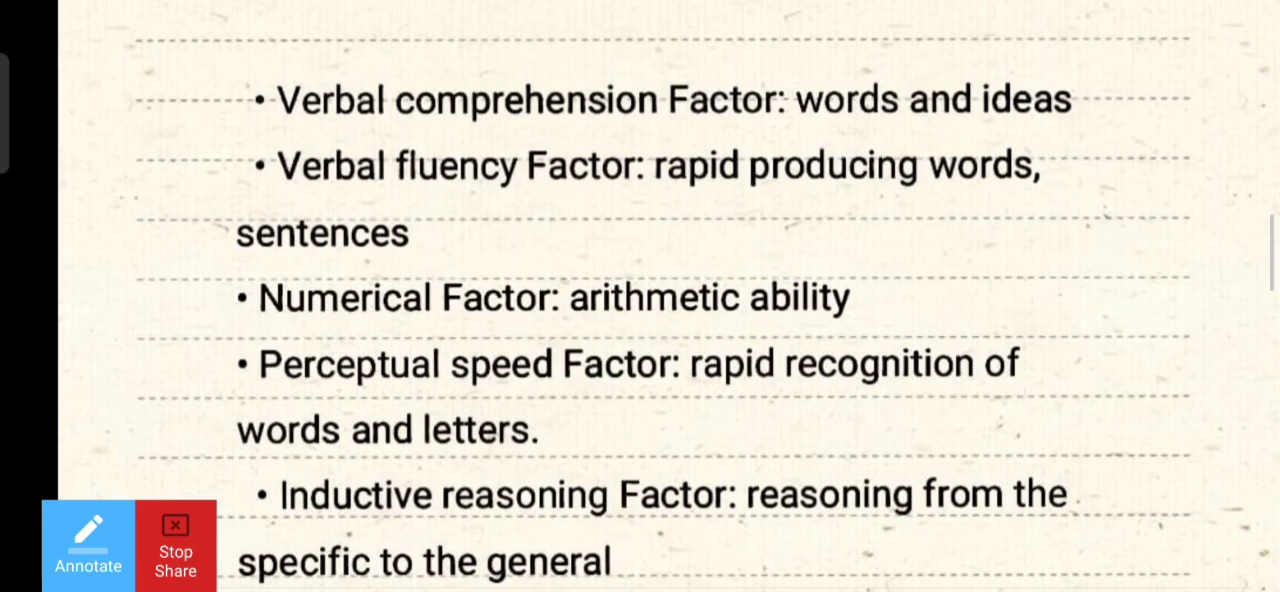 • Verbal comprehension Factor: words and ideas
• Verbal fluency Factor: rapid producing words,
sentences
• Numerical Factor: arithmetic ability
• Perceptual speed Factor: rapid recognition of
words and letters.
• Inductive reasoning Factor: reasoning from the
specific to the general
Annotate
Stop
Share